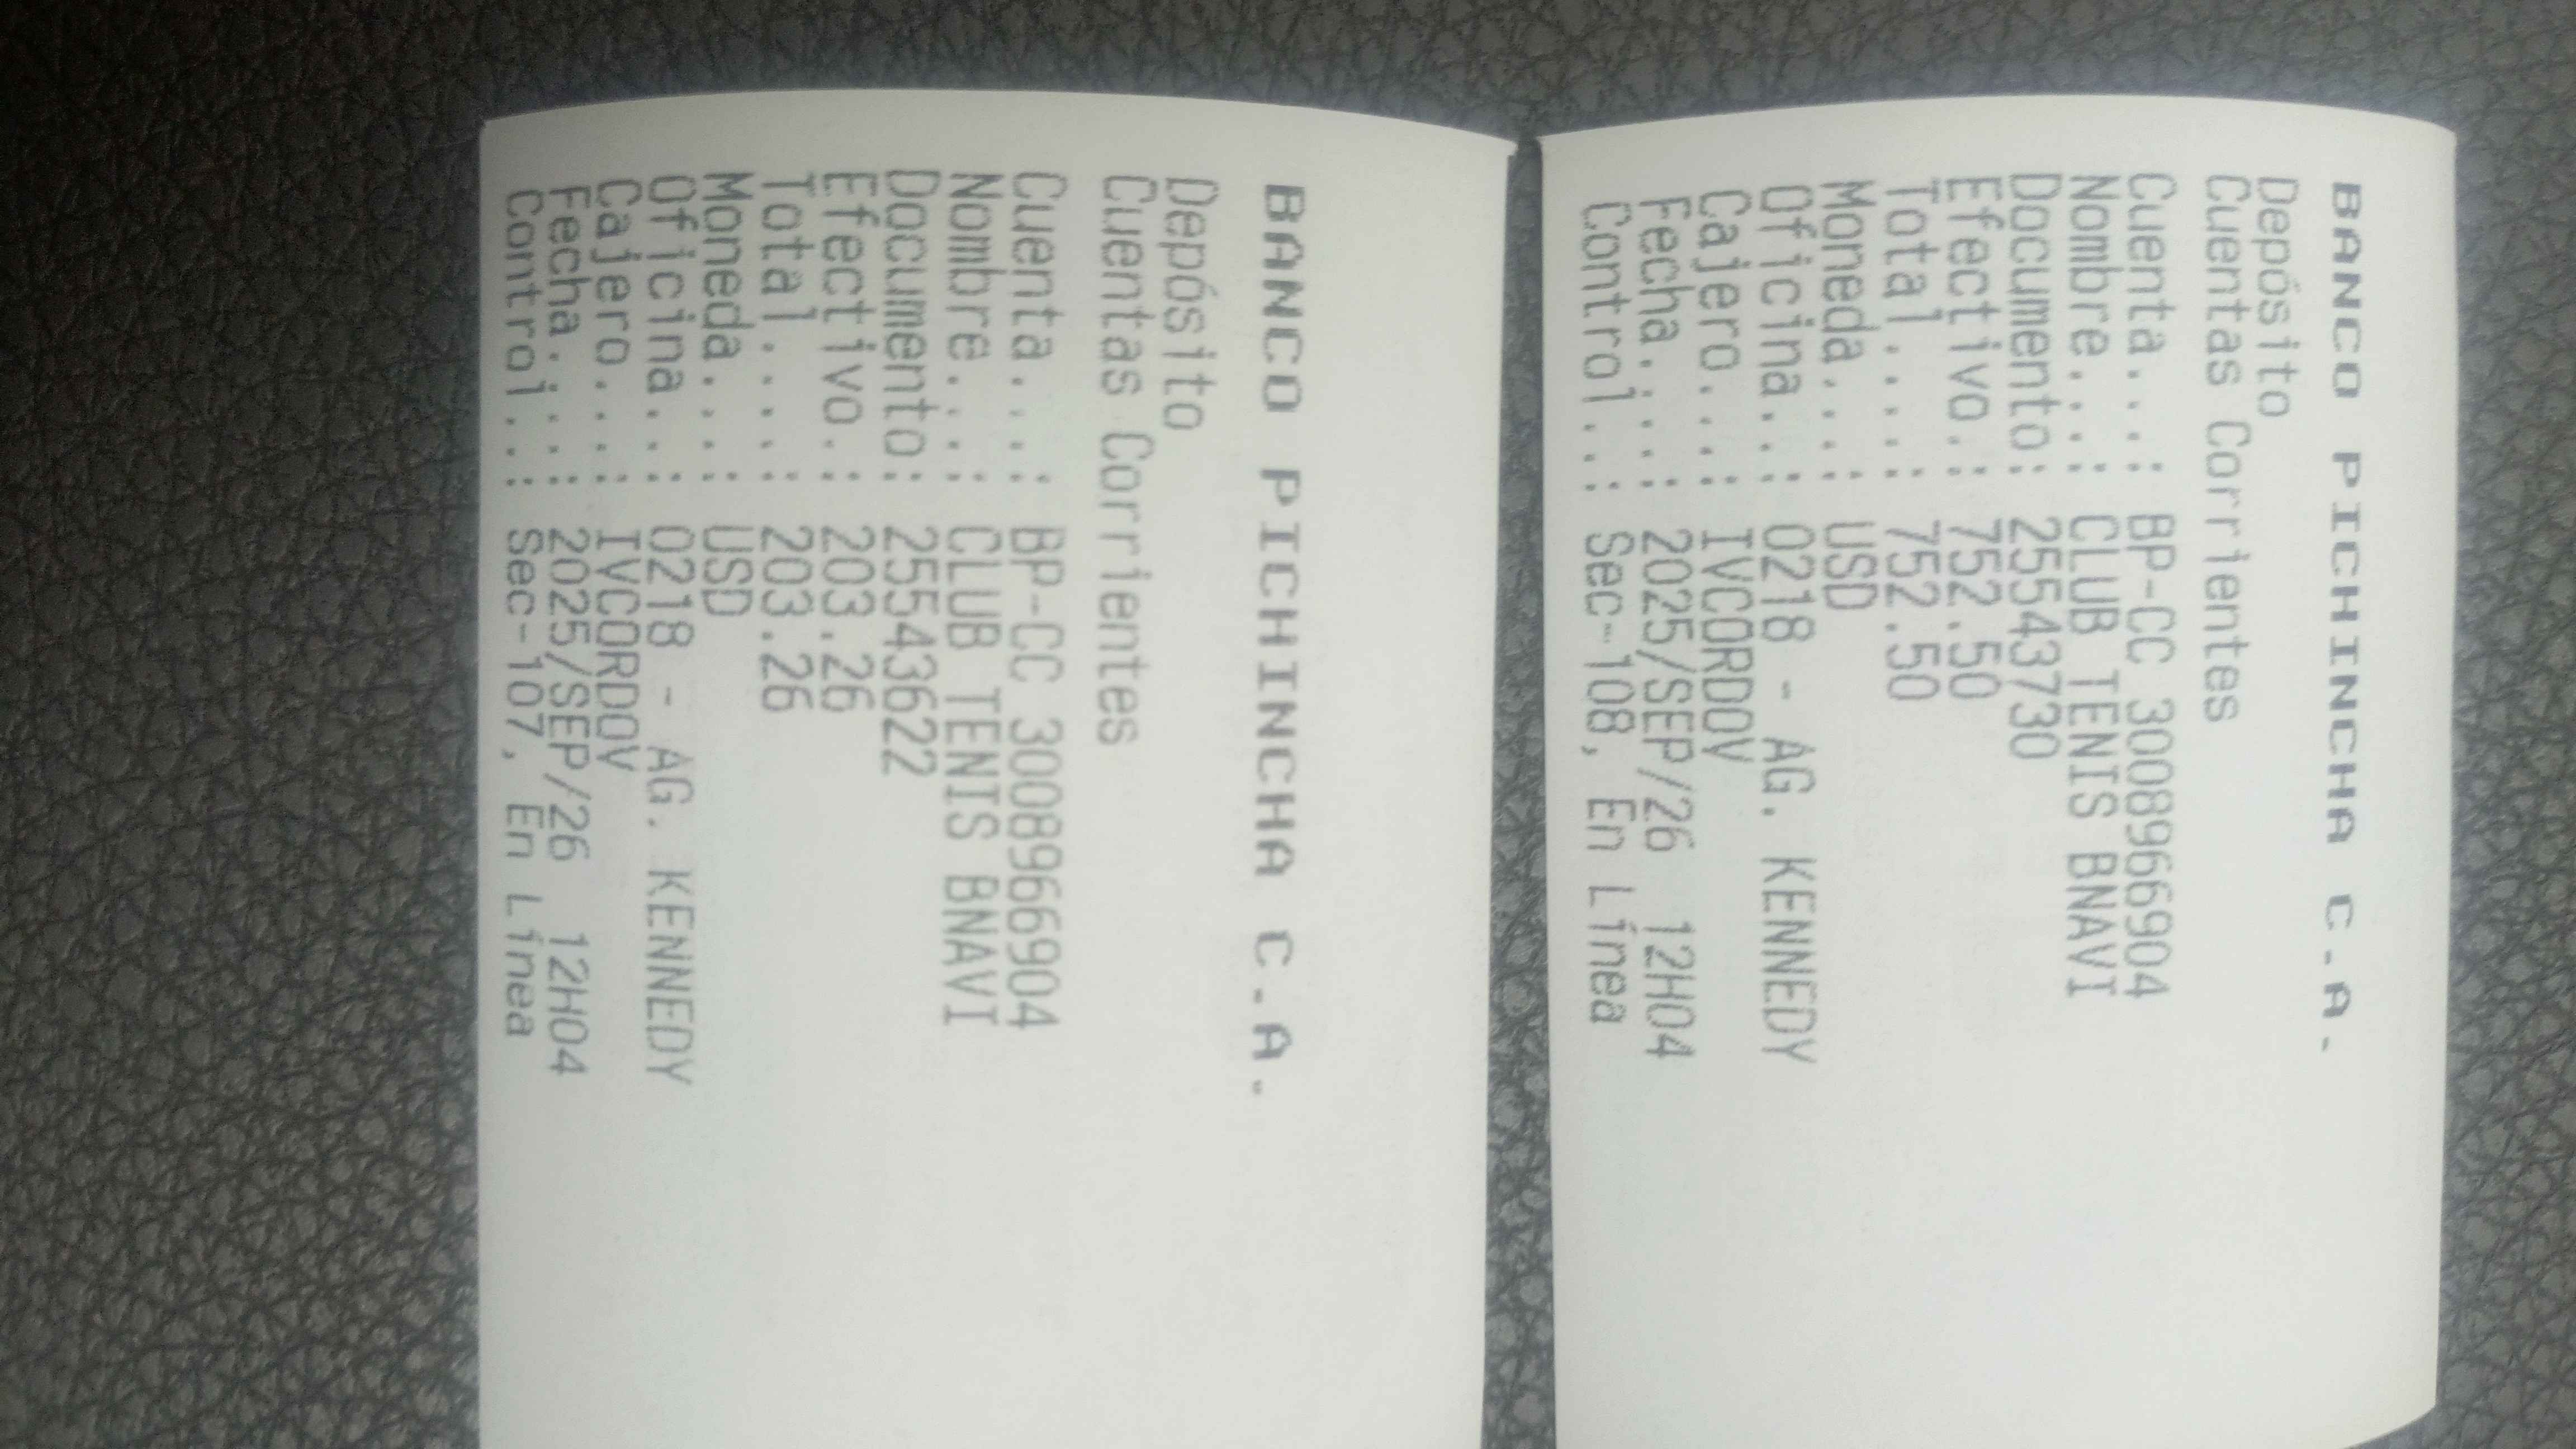 BANCO PICHINCHA C.A.
Depósito
Cuentas Corrientes
Cuenta...: BP-CC 3008966904
Nombre...: CLUB TENIS BNAVI
Documento: 255443730
Efectivo.: 752.50
Total....: 752.50
Moneda...: USD
Oficina..: 0218 - AG. KENNEDY
Cajero...: IVCORDOV
Fecha....: 2025/SEP/26 12H04
Control..: Sec-108, En Línea
BANCO PICHINCHA C.A.
Depósito
Cuentas Corrientes
Cuenta...: BP-CC 3008966904
Nombre...: CLUB TENIS BNAVI
Documento: 255443622
Efectivo.: 203.26
Total....: 203.26
Moneda...: USD
Oficina..: 0218 - AG. KENNEDY
Cajero...: IVCORDOV
Fecha....: 2025/SEP/26 12H04
Control..: Sec-107, En Línea